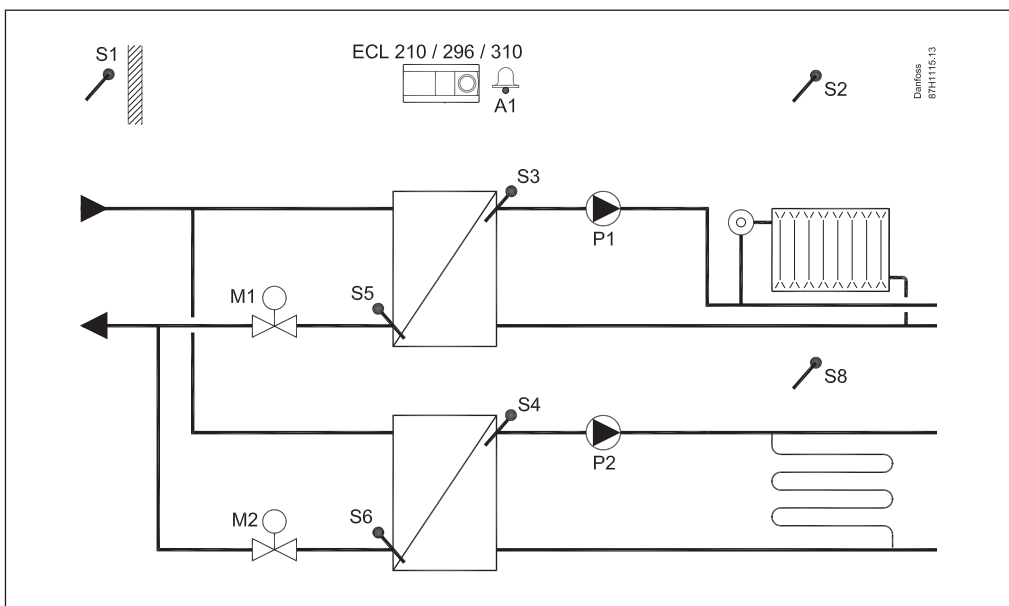 S1
ECL 210 / 296 / 310
A1
S2
Danfoss
87H1115.13
S3
P1
M1
S5
S8
S4
P2
M2
S6